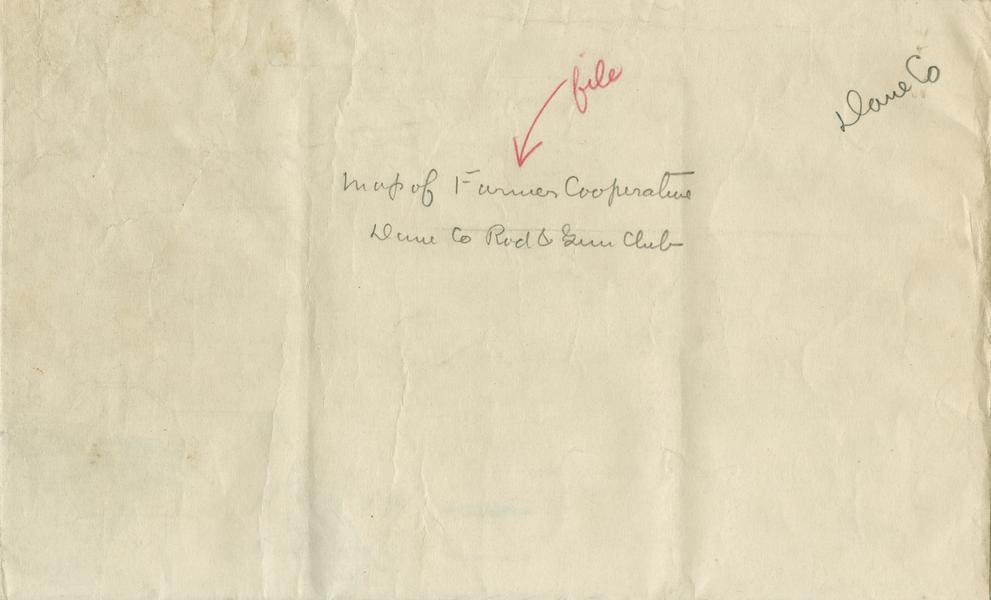 file
Dane Co
Map of Farmer Cooperative
Dane Co Rod & Gun Club